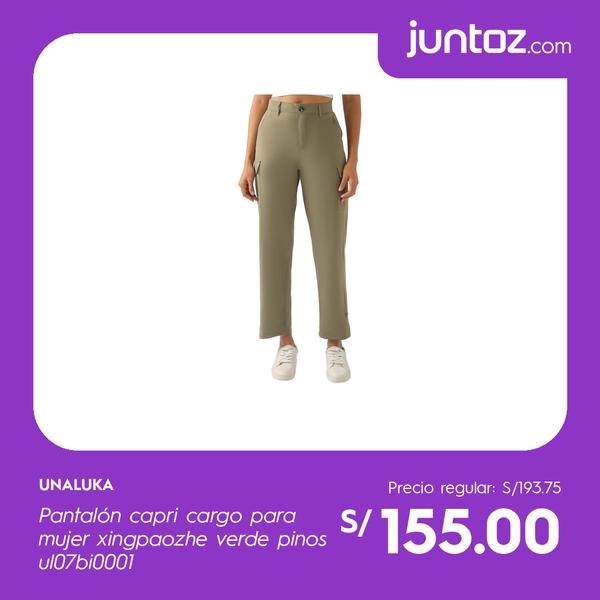 juntoz.com
UNALUKA
Pantalón capri cargo para
mujer xingpaozhe verde pinos
ul07bi0001
Precio regular: S/193.75
S/155.00